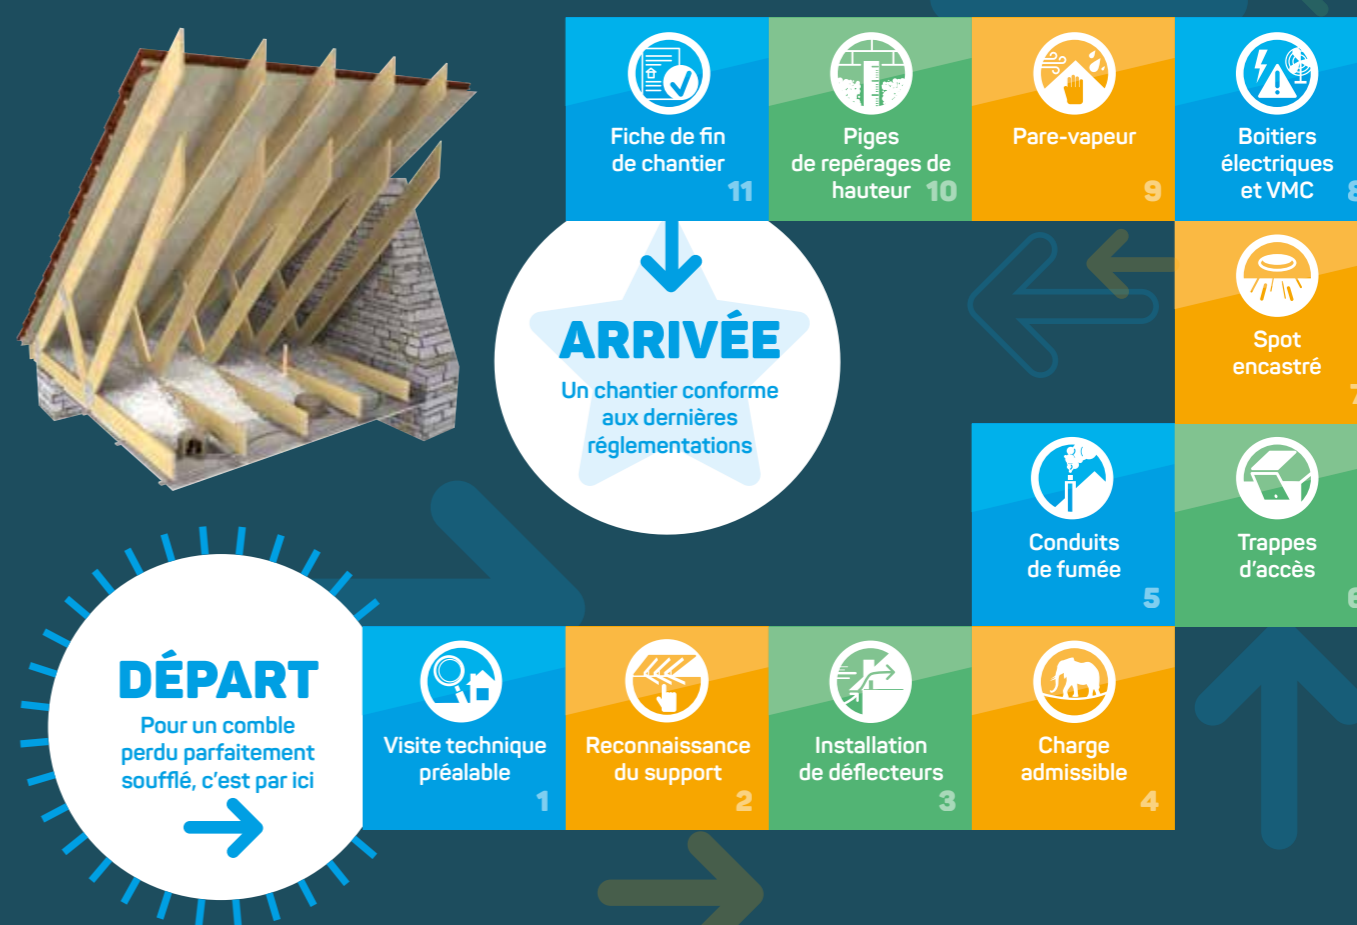 DÉPART
Pour un comble
perdu parfaitement
soufflé, c'est par ici
Visite technique
préalable
1
Reconnaissance
du support
2
Installation
de déflecteurs
3
Charge
admissible
4
Conduits
de fumée
5
Trappes
d'accès
6
Spot
encastré
7
Boitiers
électriques
et VMC
8
Pare-vapeur
9
Piges
de repérages de
hauteur
10
Fiche de fin
de chantier
11
ARRIVÉE
Un chantier conforme
aux dernières
réglementations